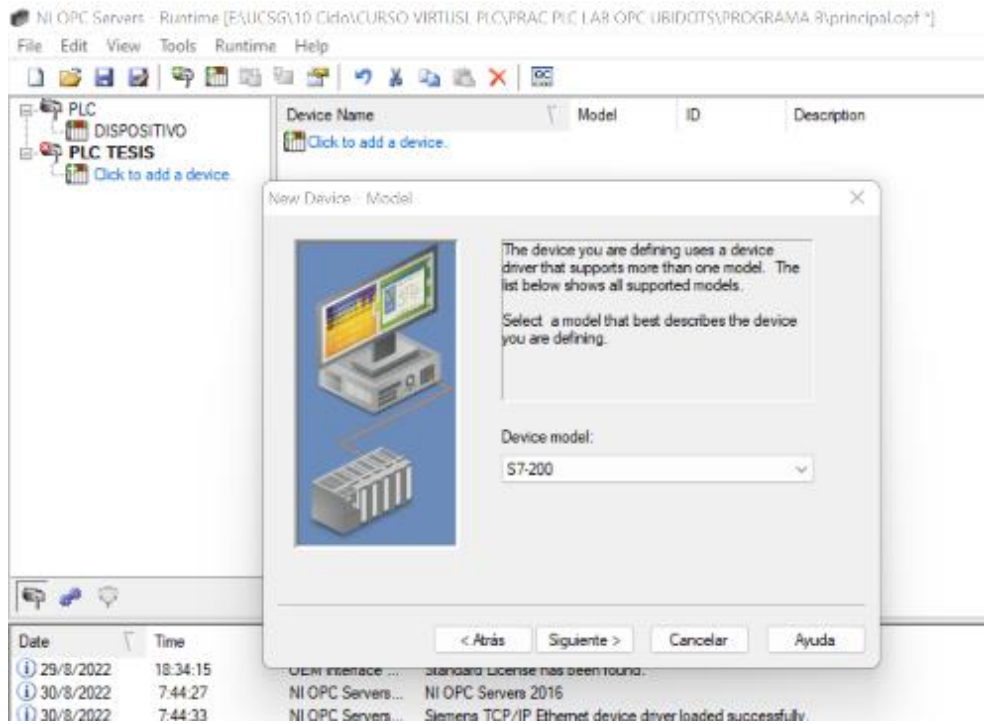 NI OPC Servers - Runtime [E:\UCSG\10 Ciclo\CURSO VIRTUSL PLC\PRAC PLC LAB OPC UBIDOTS\PROGRAMA 3\principal.opf *]
File Edit View Tools Runtime Help
PLC
DISPOSITIVO
PLC TESIS
Click to add a device.
Device Name Model ID Description
Click to add a device.
New Device - Model
The device you are defining uses a device
driver that supports more than one model. The
list below shows all supported models.
Select a model that best describes the device
you are defining.
Device model:
S7-200
< Atrás Siguiente > Cancelar Ayuda
Date Time
29/8/2022 18:34:15 OEM Interface ... Standard License has been found.
30/8/2022 7:44:27 NI OPC Servers... NI OPC Servers 2016
30/8/2022 7:44:33 NI OPC Servers... Siemens TCP/IP Ethernet device driver loaded successfully.